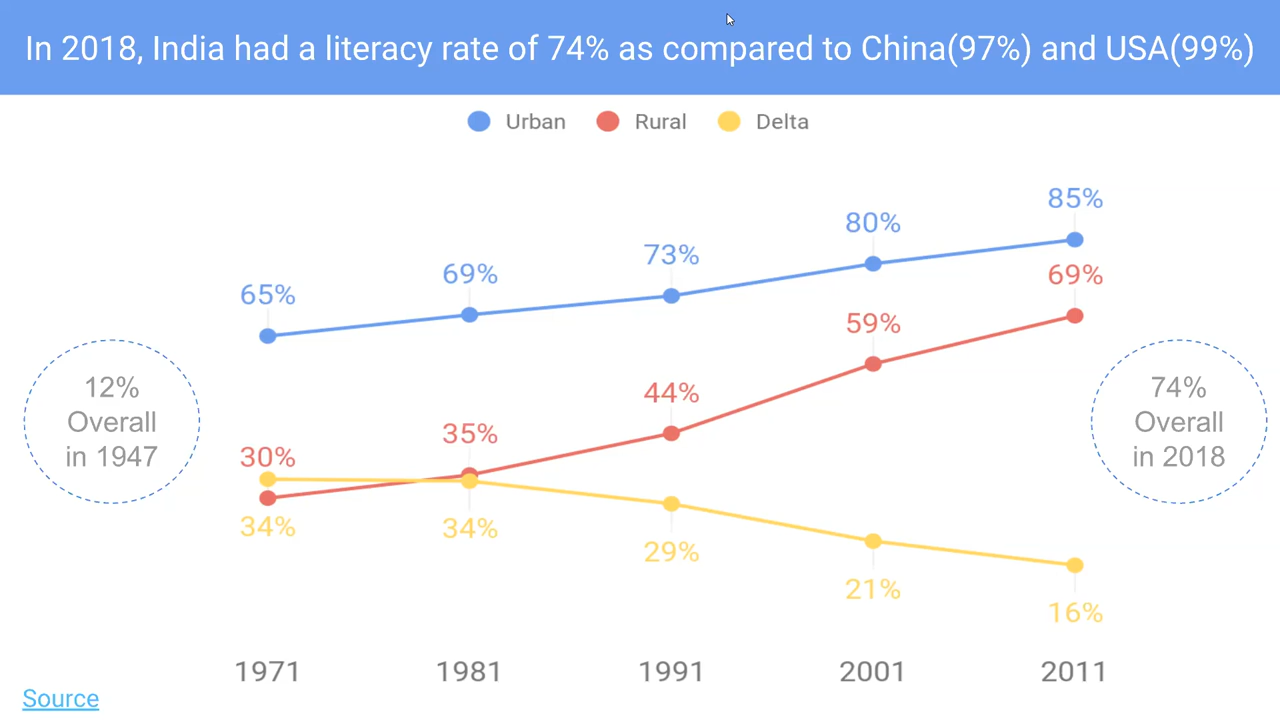 In 2018, India had a literacy rate of 74% as compared to China(97%) and USA(99%)
Urban Rural Delta
85%
80%
69%
73%
69%
65%
59%
12%
Overall
in 1947
74%
Overall
in 2018
44%
35%
30%
34%
34%
29%
21%
16%
1971 1981 1991 2001 2011
Source